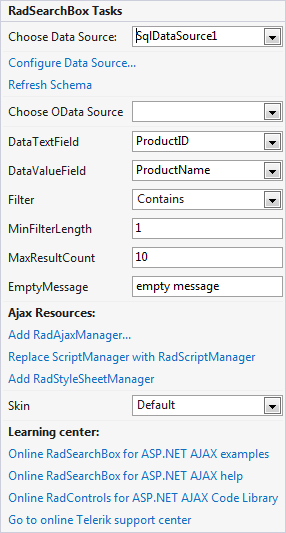 RadSearchBox Tasks
Choose Data Source: SqlDataSource1
Configure Data Source...
Refresh Schema
Choose OData Source
DataTextField ProductID
DataValueField ProductName
Filter Contains
MinFilterLength 1
MaxResultCount 10
EmptyMessage empty message
Ajax Resources:
Add RadAjaxManager...
Replace ScriptManager with RadScriptManager
Add RadStyleSheetManager
Skin Default
Learning center:
Online RadSearchBox for ASP.NET AJAX examples
Online RadSearchBox for ASP.NET AJAX help
Online RadControls for ASP.NET AJAX Code Library
Go to online Telerik support center